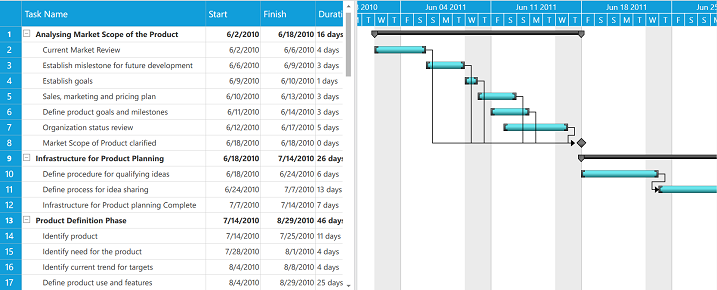 Task Name Start Finish Durati
2010 Jun 04 2011 Jun 11 2011 Jun 18 2011 Jun 25
T W T F S S M T W T F S S M T W T F S S M T W T F S S M
1 Analysing Market Scope of the Product 6/2/2010 6/18/2010 16 days
2 Current Market Review 6/2/2010 6/6/2010 4 days
3 Establish mislestone for future development 6/6/2010 6/9/2010 3 days
4 Establish goals 6/9/2010 6/10/2010 1 days
5 Sales, marketing and pricing plan 6/10/2010 6/13/2010 3 days
6 Define product goals and milestones 6/11/2010 6/14/2010 3 days
7 Organization status review 6/12/2010 6/17/2010 5 days
8 Market Scope of Product clarified 6/18/2010 6/18/2010 0 days
9 Infrastructure for Product Planning 6/18/2010 7/14/2010 26 days
10 Define procedure for qualifying ideas 6/18/2010 6/24/2010 6 days
11 Define process for idea sharing 6/24/2010 7/7/2010 13 days
12 Infrastructure for Product planning Complete 7/7/2010 7/14/2010 7 days
13 Product Definition Phase 7/14/2010 8/29/2010 46 days
14 Identify product 7/14/2010 7/25/2010 11 days
15 Identify need for the product 7/28/2010 8/1/2010 4 days
16 Identify current trend for targets 8/4/2010 8/8/2010 4 days
17 Define product use and features 8/4/2010 8/29/2010 25 days